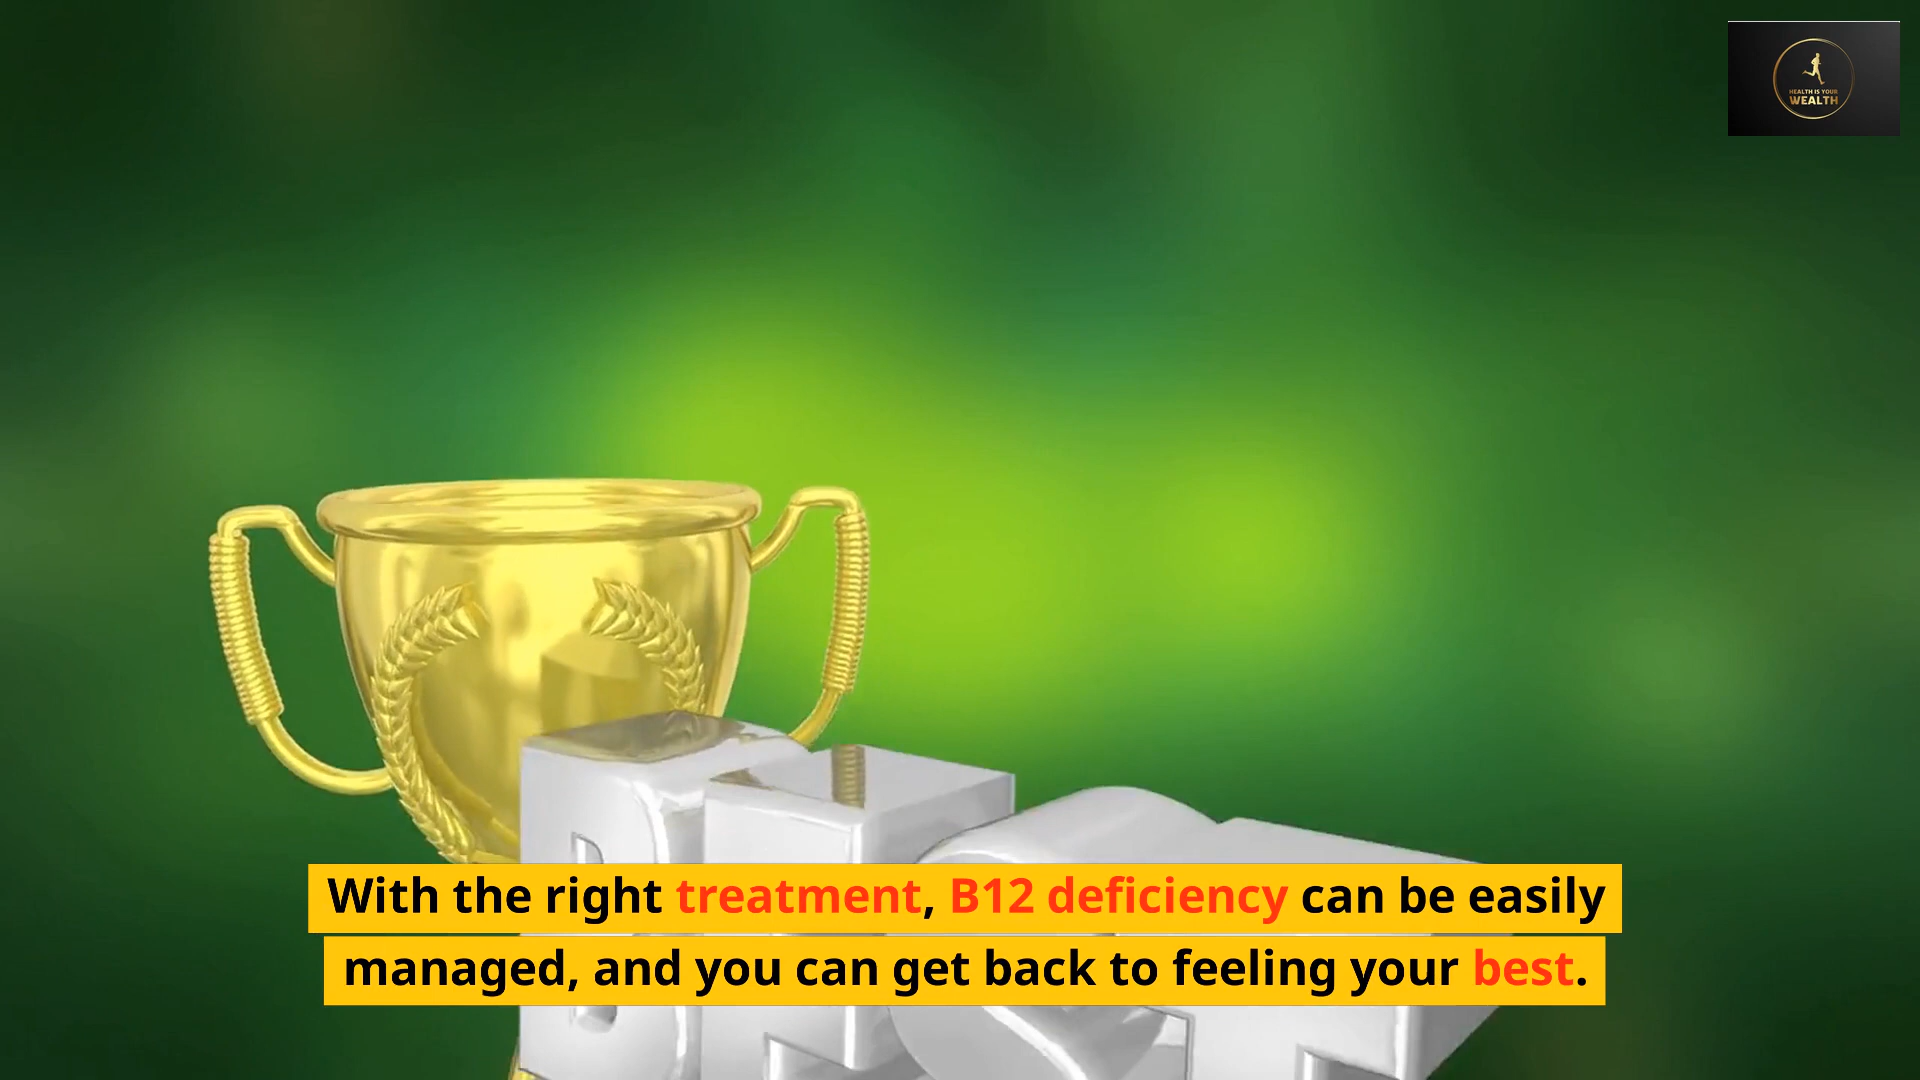 HEALTH IS YOUR
WEALTH
BEST
With the right treatment, B12 deficiency can be easily
managed, and you can get back to feeling your best.